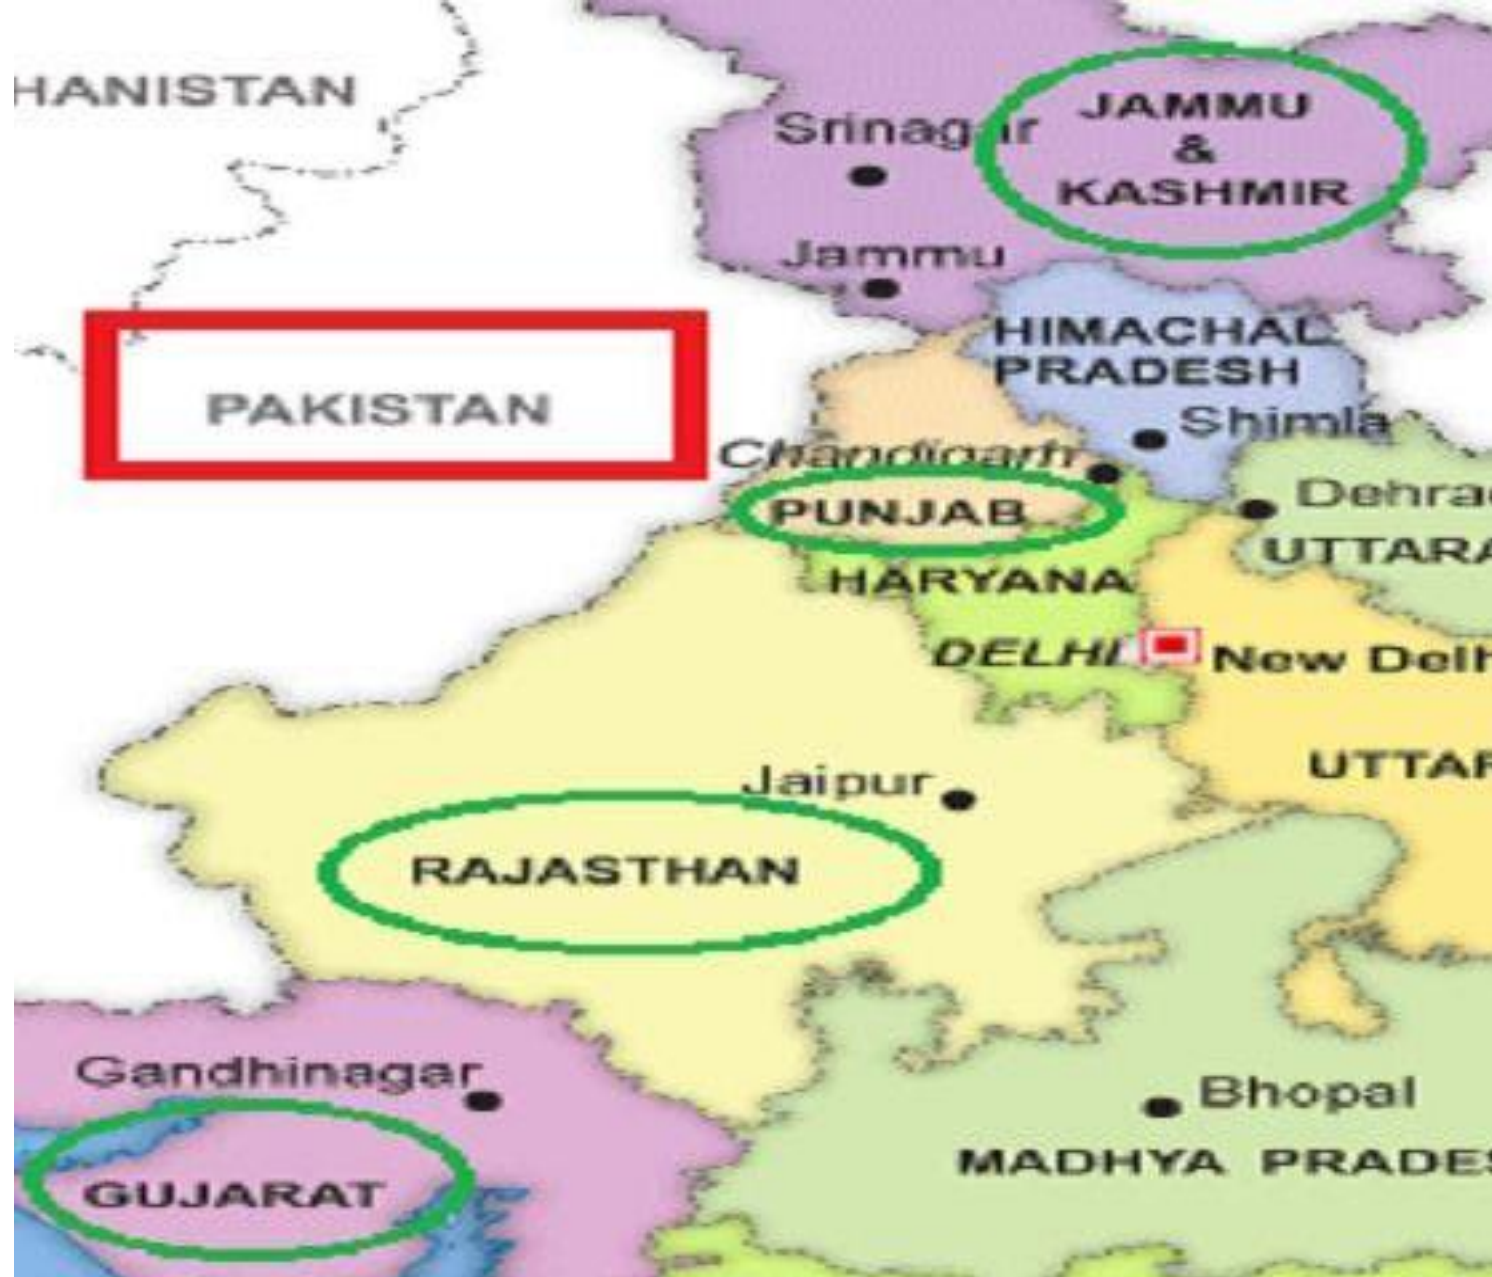 HANISTAN
JAMMU
&
KASHMIR
Srinagar
Jammu
HIMACHAL
PRADESH
PAKISTAN
Shimla
Chandigarh
Dehra
PUNJAB
UTTARA
HARYANA
DELHI
New Delh
UTTAR
Jaipur
RAJASTHAN
Gandhinagar
Bhopal
MADHYA PRADES
GUJARAT